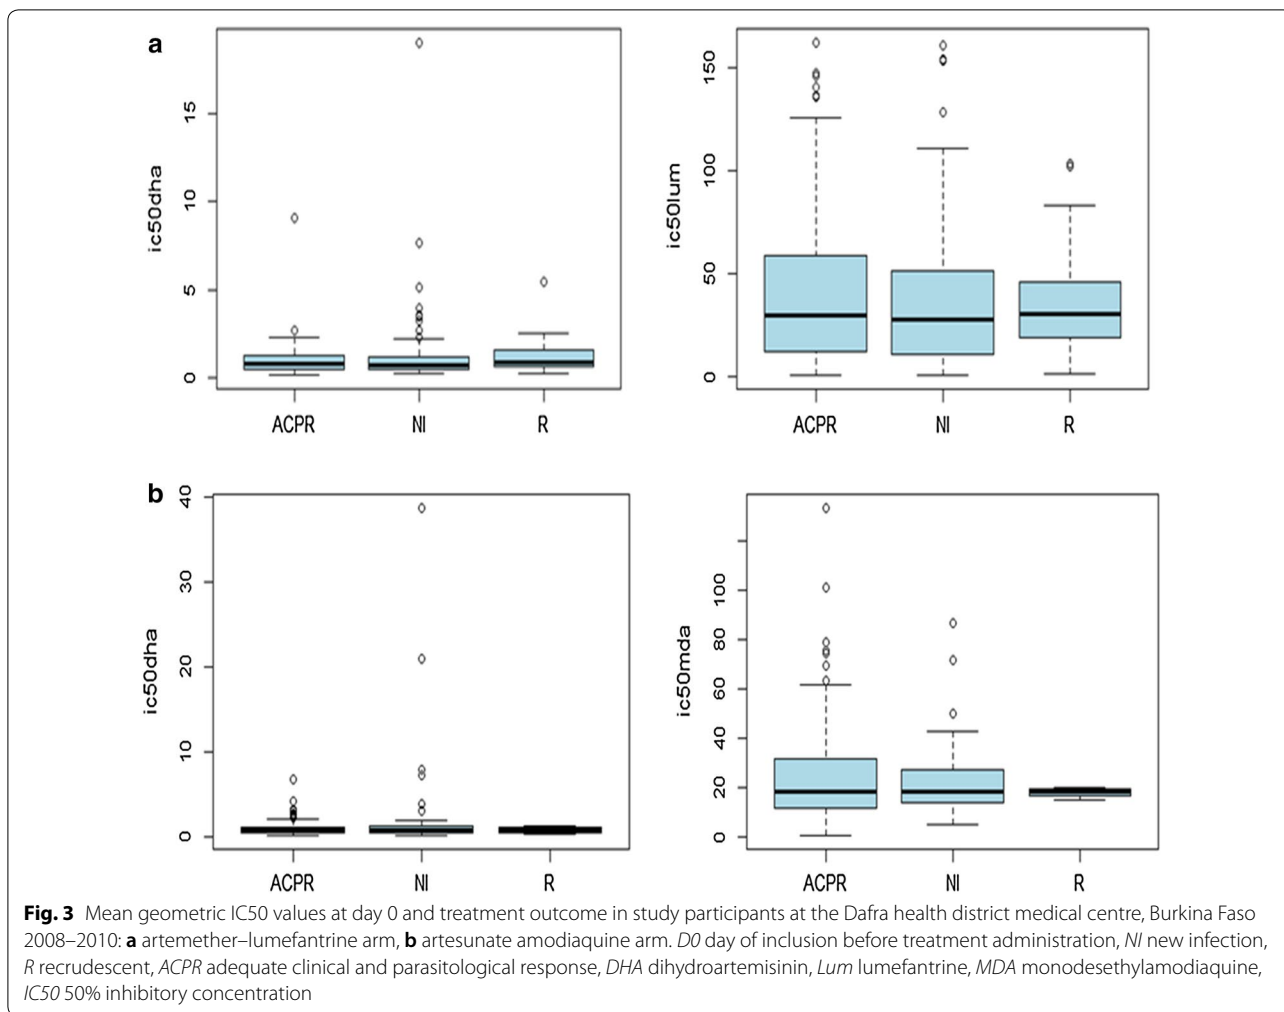 a
15
10
5
0
ic50dha
ACPR NI R
150
100
50
0
ic50lum
ACPR NI R
b
40
30
20
10
0
ic50dha
ACPR NI R
100
80
60
40
20
0
ic50mda
ACPR NI R
Fig. 3 Mean geometric IC50 values at day 0 and treatment outcome in study participants at the Dafra health district medical centre, Burkina Faso
2008–2010: a artemether–lumefantrine arm, b artesunate amodiaquine arm. D0 day of inclusion before treatment administration, NI new infection,
R recrudescent, ACPR adequate clinical and parasitological response, DHA dihydroartemisinin, Lum lumefantrine, MDA monodesethylamodiaquine,
IC50 50% inhibitory concentration